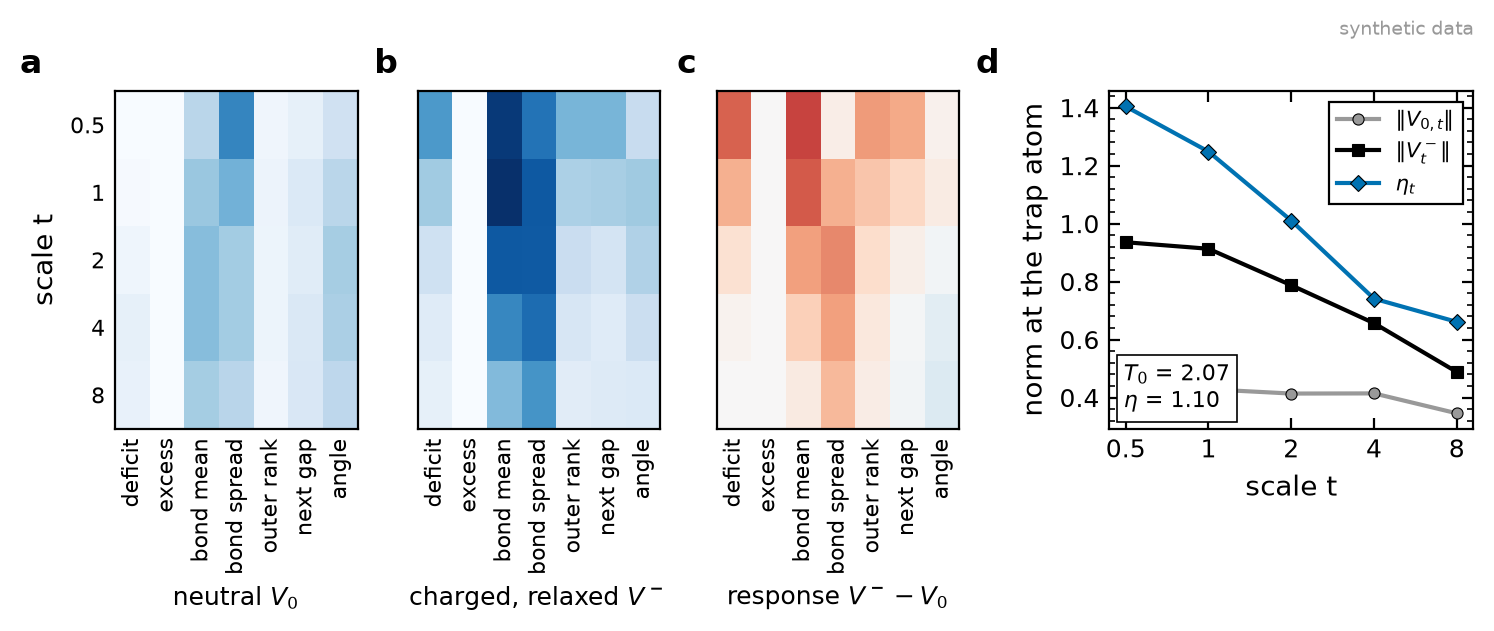 synthetic data
a
b
c
d
scale t
0.5
1
2
4
8
deficit
excess
bond mean
bond spread
outer rank
next gap
angle
neutral V₀
deficit
excess
bond mean
bond spread
outer rank
next gap
angle
charged, relaxed V⁻
deficit
excess
bond mean
bond spread
outer rank
next gap
angle
response V⁻ − V₀
norm at the trap atom
1.4
1.2
1.0
0.8
0.6
0.4
‖V₀,ₜ‖
‖Vₜ⁻‖
ηₜ
T₀ = 2.07
η = 1.10
0.5 1 2 4 8
scale t